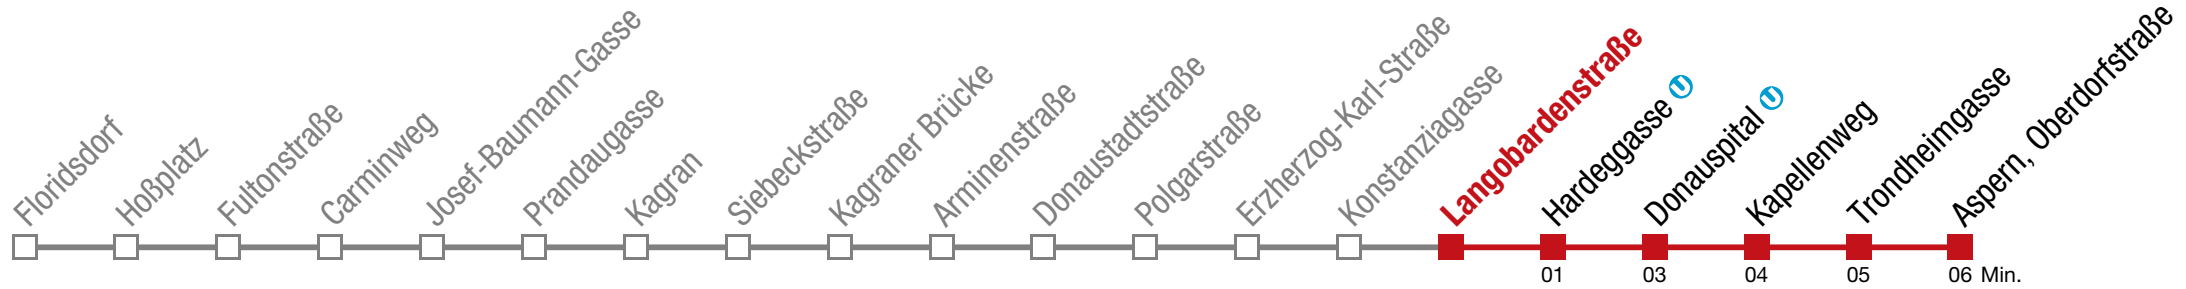 Floridsdorf
Hoßplatz
Fultonstraße
Carminweg
Josef-Baumann-Gasse
Prandaugasse
Kagran
Siebeckstraße
Kagraner Brücke
Arminenstraße
Donaustadtstraße
Polgarstraße
Erzherzog-Karl-Straße
Konstanziagasse
Langobardenstraße
Hardeggasse U
Donauspital U
Kapellenweg
Trondheimgasse
Aspern, Oberdorfstraße
01 03 04 05 06 Min.